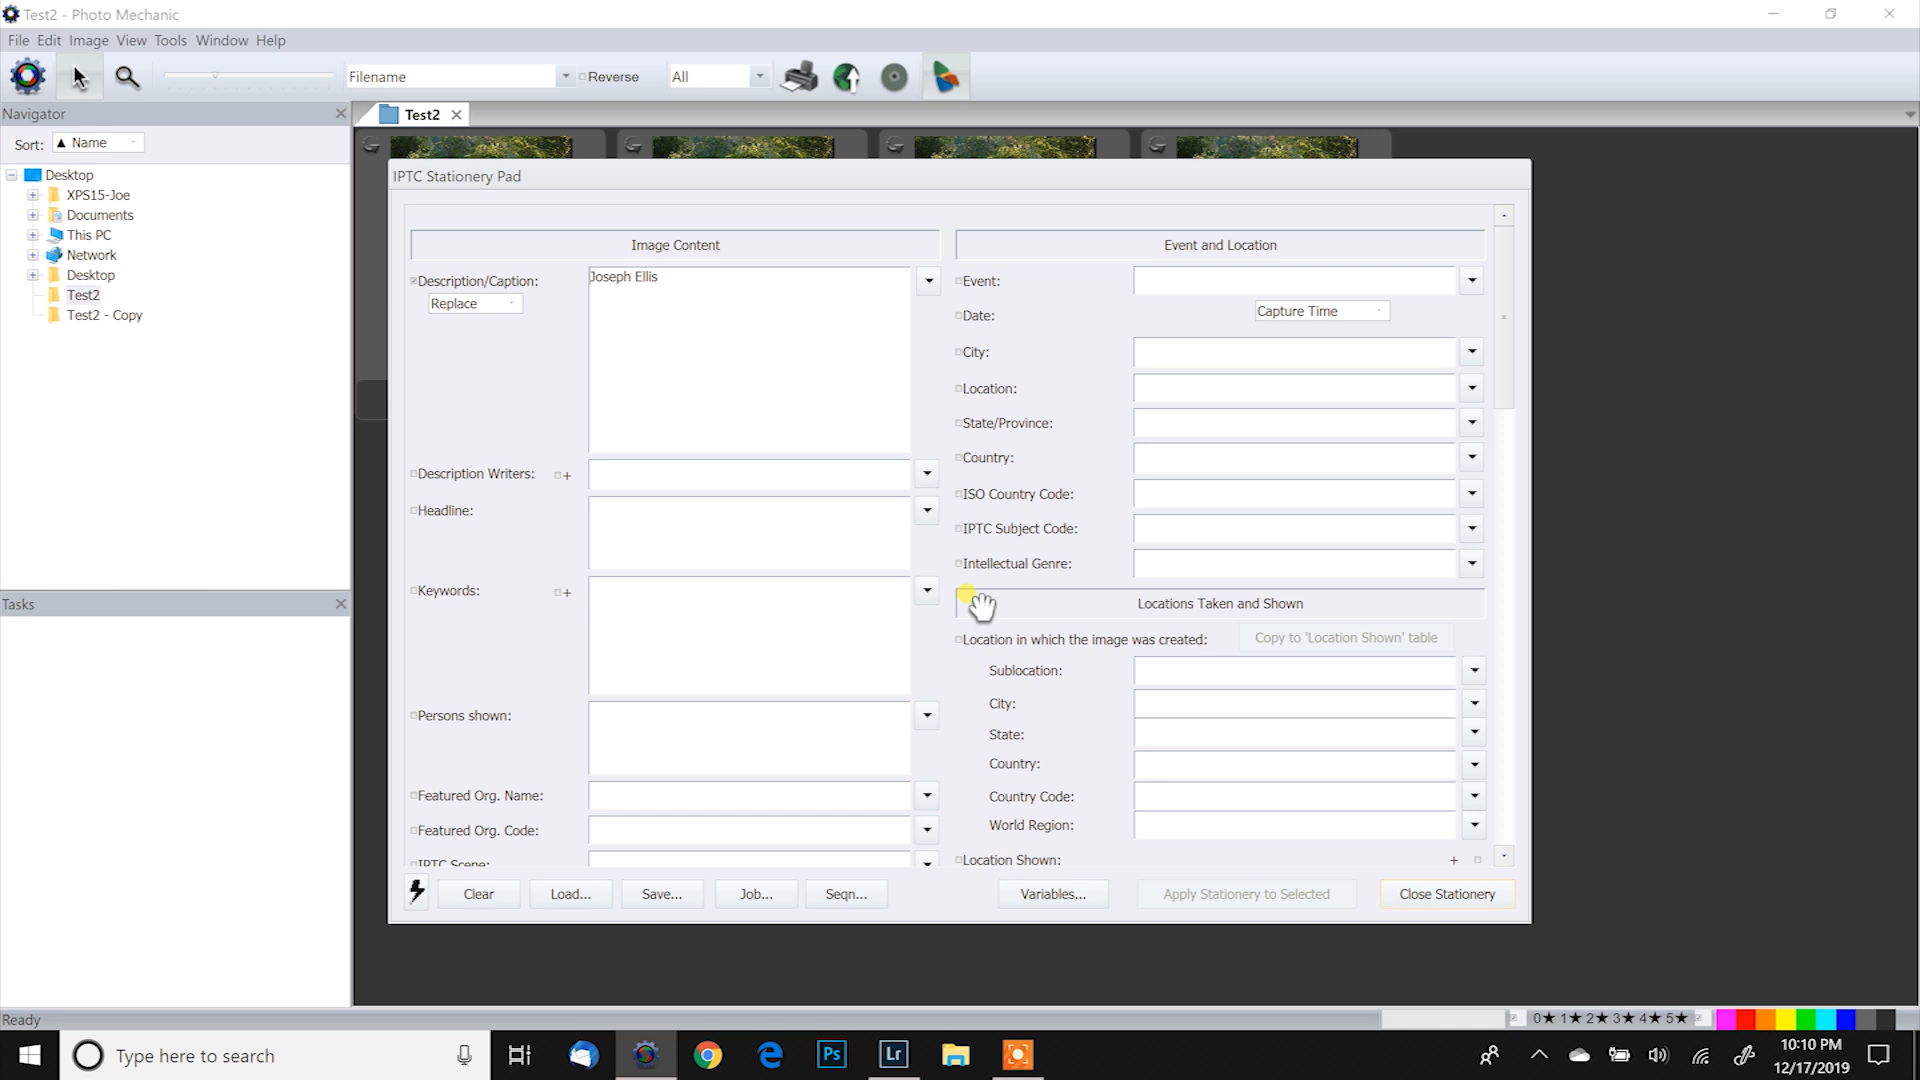 Test2 - Photo Mechanic
File Edit Image View Tools Window Help
Filename
Reverse
All
Navigator
Test2
Sort: ▲ Name
Desktop
XPS15-Joe
Documents
This PC
Network
Desktop
Test2
Test2 - Copy
Tasks
IPTC Stationery Pad
Image Content
Description/Caption:
Replace
Joseph Ellis
Description Writers:
+
Headline:
Keywords:
+
Persons shown:
Featured Org. Name:
Featured Org. Code:
IPTC Scene:
Event and Location
Event:
Date:
Capture Time
City:
Location:
State/Province:
Country:
ISO Country Code:
IPTC Subject Code:
Intellectual Genre:
Locations Taken and Shown
Location in which the image was created:
Copy to 'Location Shown' table
Sublocation:
City:
State:
Country:
Country Code:
World Region:
Location Shown:
+
Clear
Load...
Save...
Job...
Seqn...
Variables...
Apply Stationery to Selected
Close Stationery
Ready
0★ 1★ 2★ 3★ 4★ 5★
Type here to search
Ps
Lr
10:10 PM
12/17/2019